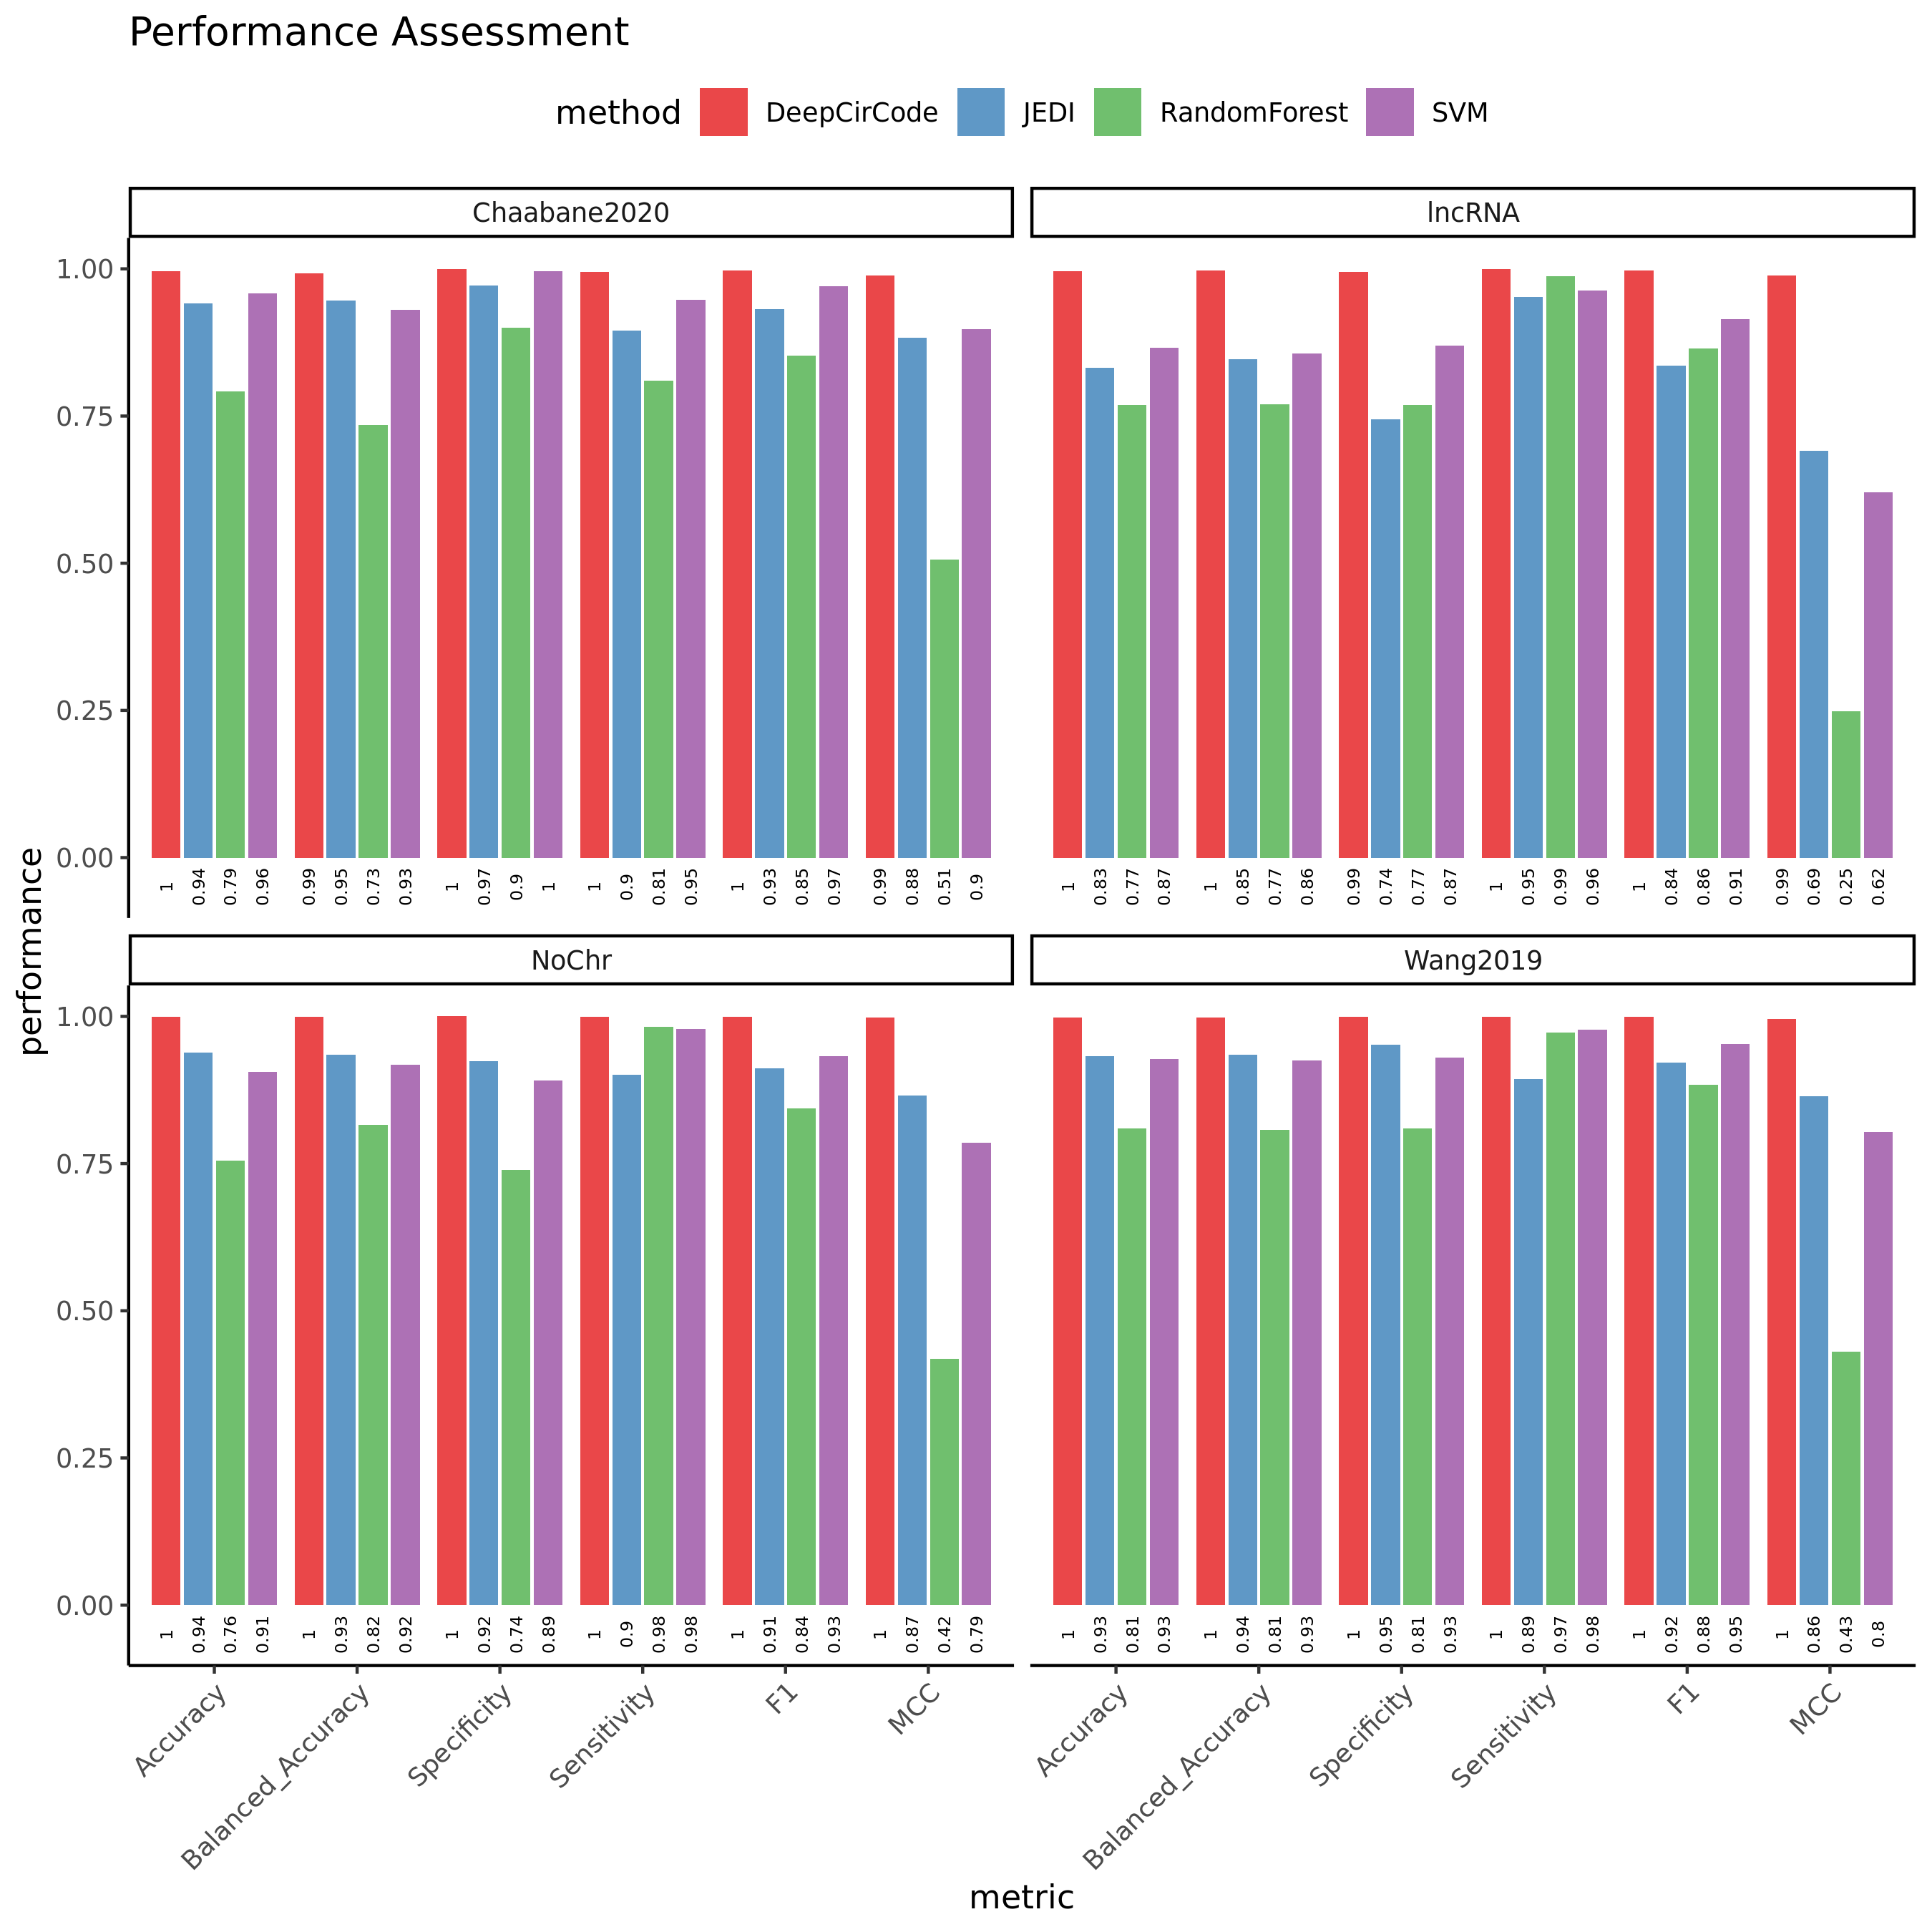 Performance Assessment
method DeepCirCode JEDI RandomForest SVM
Chaabane2020
1.00
0.75
0.50
0.25
0.00
1 0.94 0.79 0.96 0.99 0.95 0.73 0.93 1 0.97 0.9 1 1 0.9 0.81 0.95 1 0.93 0.85 0.97 0.99 0.88 0.51 0.9
lncRNA
1 0.83 0.77 0.87 1 0.85 0.77 0.86 0.99 0.74 0.77 0.87 1 0.95 0.99 0.96 1 0.84 0.86 0.91 0.99 0.69 0.25 0.62
performance
NoChr
1.00
0.75
0.50
0.25
0.00
1 0.94 0.76 0.91 1 0.93 0.82 0.92 1 0.92 0.74 0.89 1 0.9 0.98 0.98 1 0.91 0.84 0.93 1 0.87 0.42 0.79
Accuracy
Balanced_Accuracy
Specificity
Sensitivity
F1
MCC
Wang2019
1 0.93 0.81 0.93 1 0.94 0.81 0.93 1 0.95 0.81 0.93 1 0.89 0.97 0.98 1 0.92 0.88 0.95 1 0.86 0.43 0.8
Accuracy
Balanced_Accuracy
Specificity
Sensitivity
F1
MCC
metric